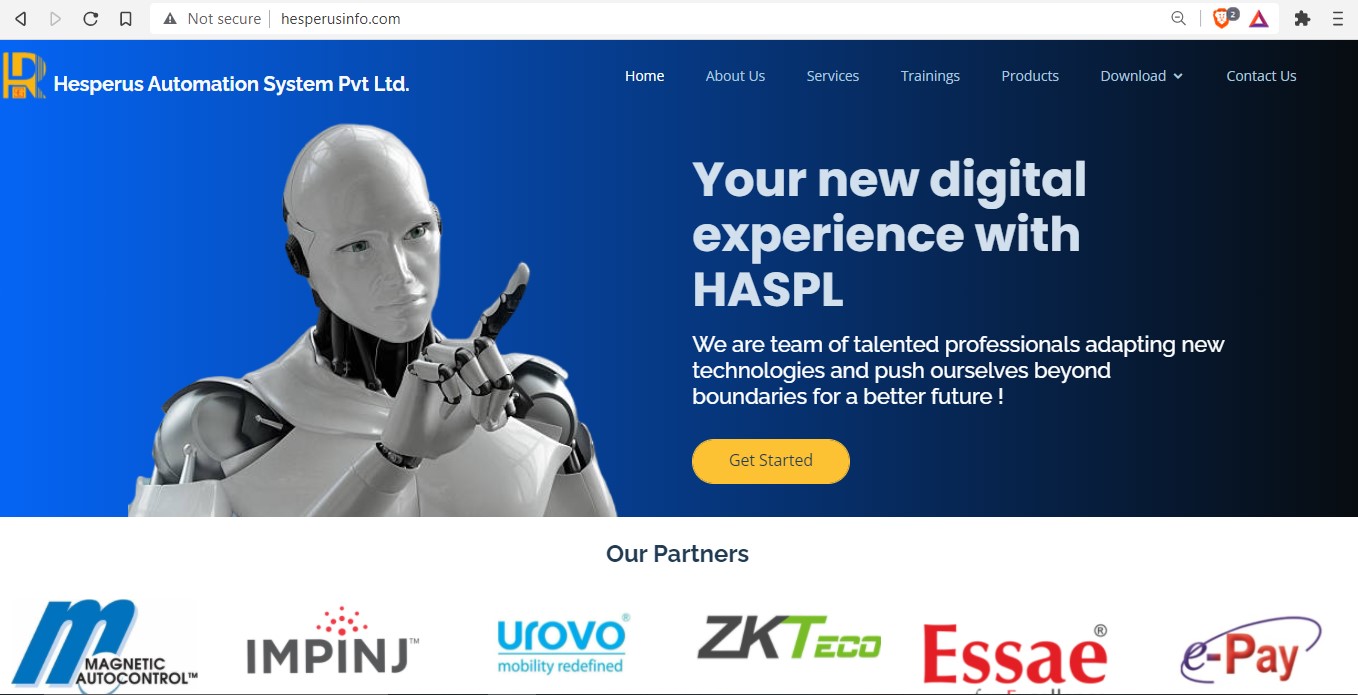 Not secure
hesperusinfo.com
2
Hesperus Automation System Pvt Ltd.
Home
About Us
Services
Trainings
Products
Download
Contact Us
Your new digital
experience with
HASPL
We are team of talented professionals adapting new
technologies and push ourselves beyond
boundaries for a better future !
Get Started
Our Partners
m
MAGNETIC
AUTOCONTROL™
IMPINJ™
urovo®
mobility redefined
ZKTECO
Essae®
e-Pay